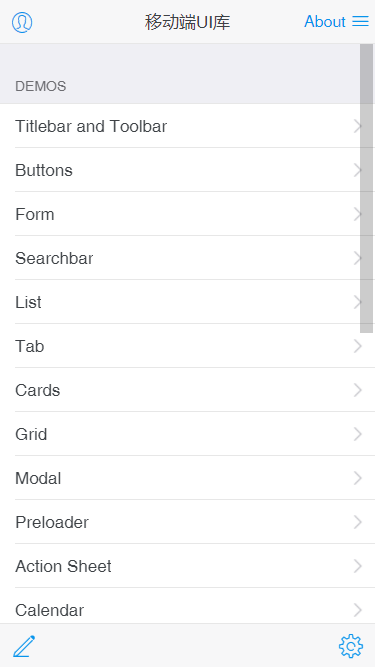 移动端UI库 About
DEMOS
Titlebar and Toolbar
Buttons
Form
Searchbar
List
Tab
Cards
Grid
Modal
Preloader
Action Sheet
Calendar